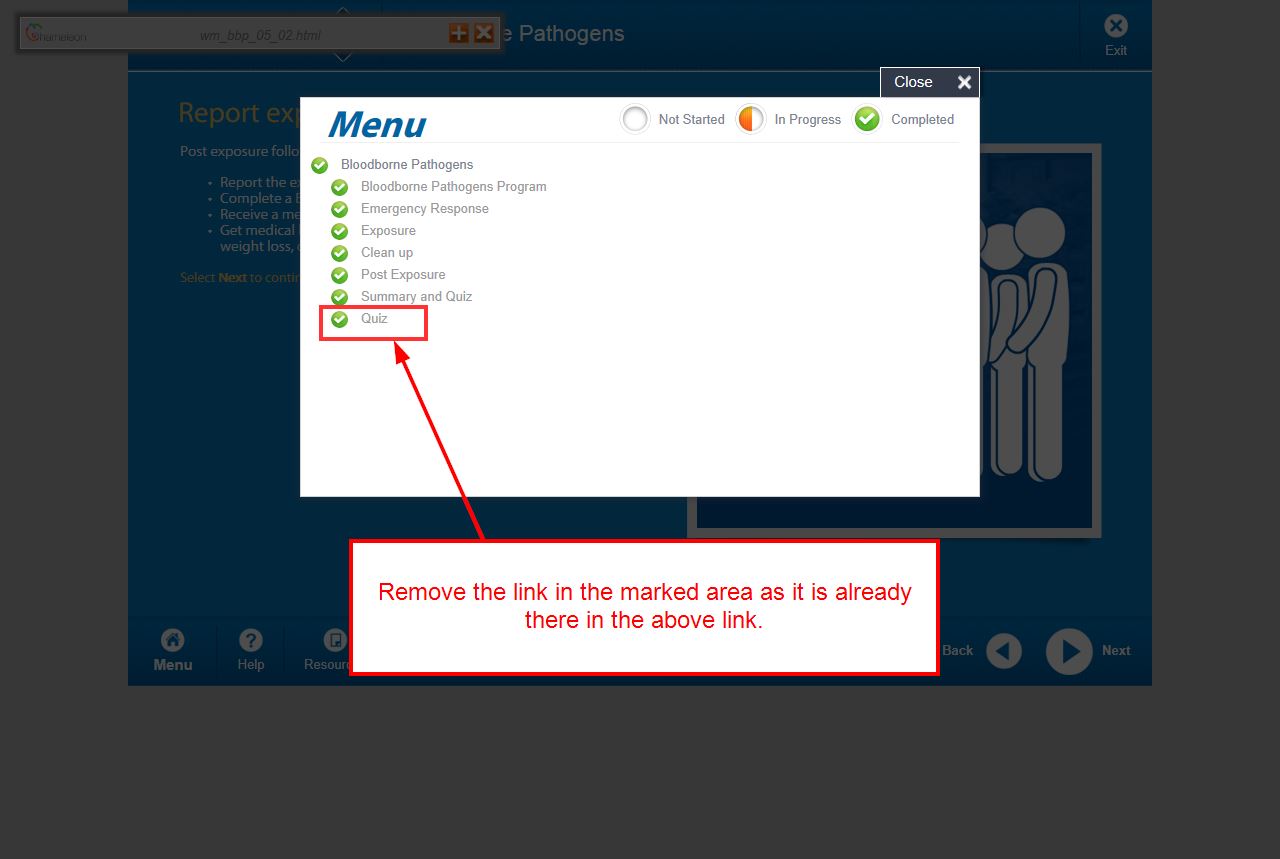 Chameleon
wm_bbp_05_02.html
e Pathogens
Exit
Close
Report exp
Menu
Not Started
In Progress
Completed
Post exposure follo
• Report the ex
• Complete a
• Receive a me
• Get medical
weight loss,
Select Next to contin
Bloodborne Pathogens
Bloodborne Pathogens Program
Emergency Response
Exposure
Clean up
Post Exposure
Summary and Quiz
Quiz
Remove the link in the marked area as it is already
there in the above link.
Menu
Help
Resour
Back
Next